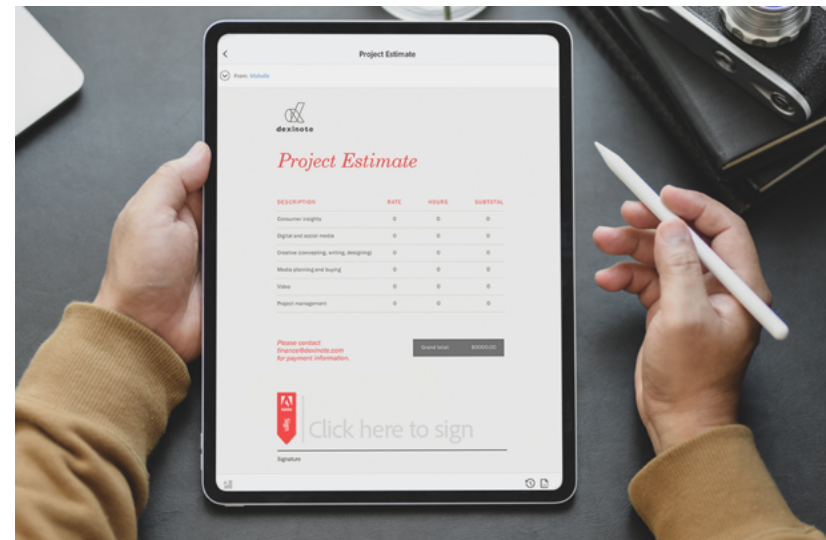 Project Estimate
From: Michelle
dexinote
Project Estimate
DESCRIPTION RATE HOURS SUBTOTAL
Consumer insights 0 0 0
Digital and social media 0 0 0
Creative (concepting, writing, designing) 0 0 0
Media planning and buying 0 0 0
Video 0 0 0
Project management 0 0 0
Please contact
finance@dexinote.com
for payment information.
Grand total:
Adobe
Sign
Click here to sign
Signature